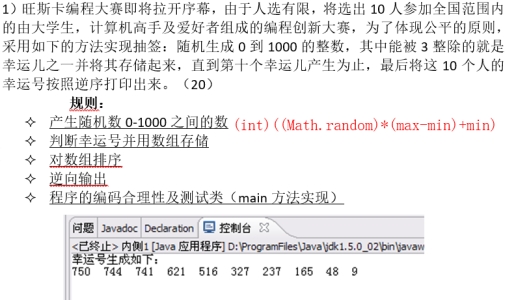 1）旺斯卡编程大赛即将拉开序幕，由于人选有限，将选出 10 人参加全国范围内
的由大学生，计算机高手及爱好者组成的编程创新大赛，为了体现公平的原则，
采用如下的方法实现抽签：随机生成 0 到 1000 的整数，其中能被 3 整除的就是
幸运儿之一并将其存储起来，直到第十个幸运儿产生为止，最后将这 10 个人的
幸运号按照逆序打印出来。（20）
规则：
✧ 产生随机数 0-1000 之间的数 (int)((Math.random)*(max-min)+min)
✧ 判断幸运号并用数组存储
✧ 对数组排序
✧ 逆向输出
✧ 程序的编码合理性及测试类（main 方法实现）
问题 Javadoc Declaration 控制台
<已终止> 内侧1 [Java 应用程序] D:\ProgramFiles\Java\jdk1.5.0_02\bin\javaw
幸运号生成如下：
750 744 741 621 516 327 237 165 48 9